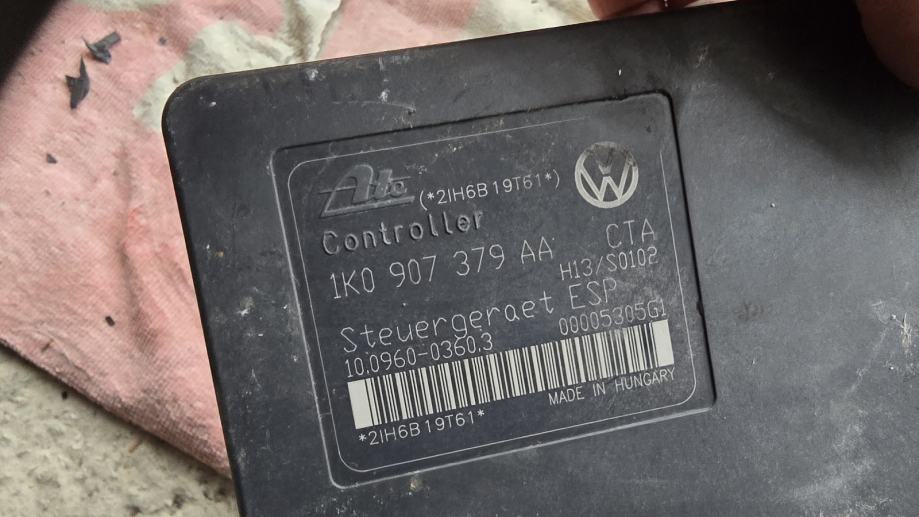 Ate (*2IH6B19T61*)
Controller
1K0 907 379 AA CTA
H13/S0102
Steuergeraet ESP
10.0960-0360.3 00005305G1
MADE IN HUNGARY
*2IH6B19T61*